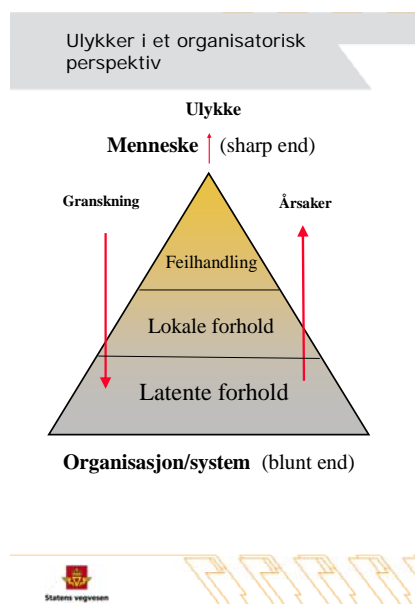 Ulykker i et organisatorisk
perspektiv
Ulykke
Menneske (sharp end)
Granskning
Årsaker
Feilhandling
Lokale forhold
Latente forhold
Organisasjon/system (blunt end)
Statens vegvesen